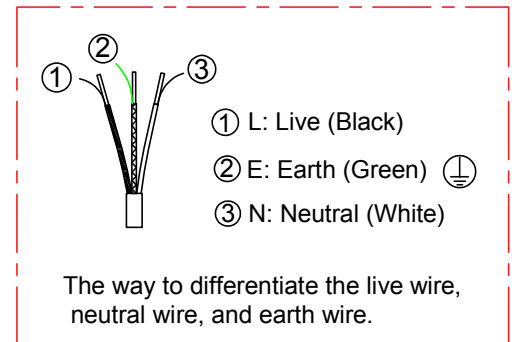 ②
①
③
① L: Live (Black)
② E: Earth (Green)
③ N: Neutral (White)
The way to differentiate the live wire,
neutral wire, and earth wire.